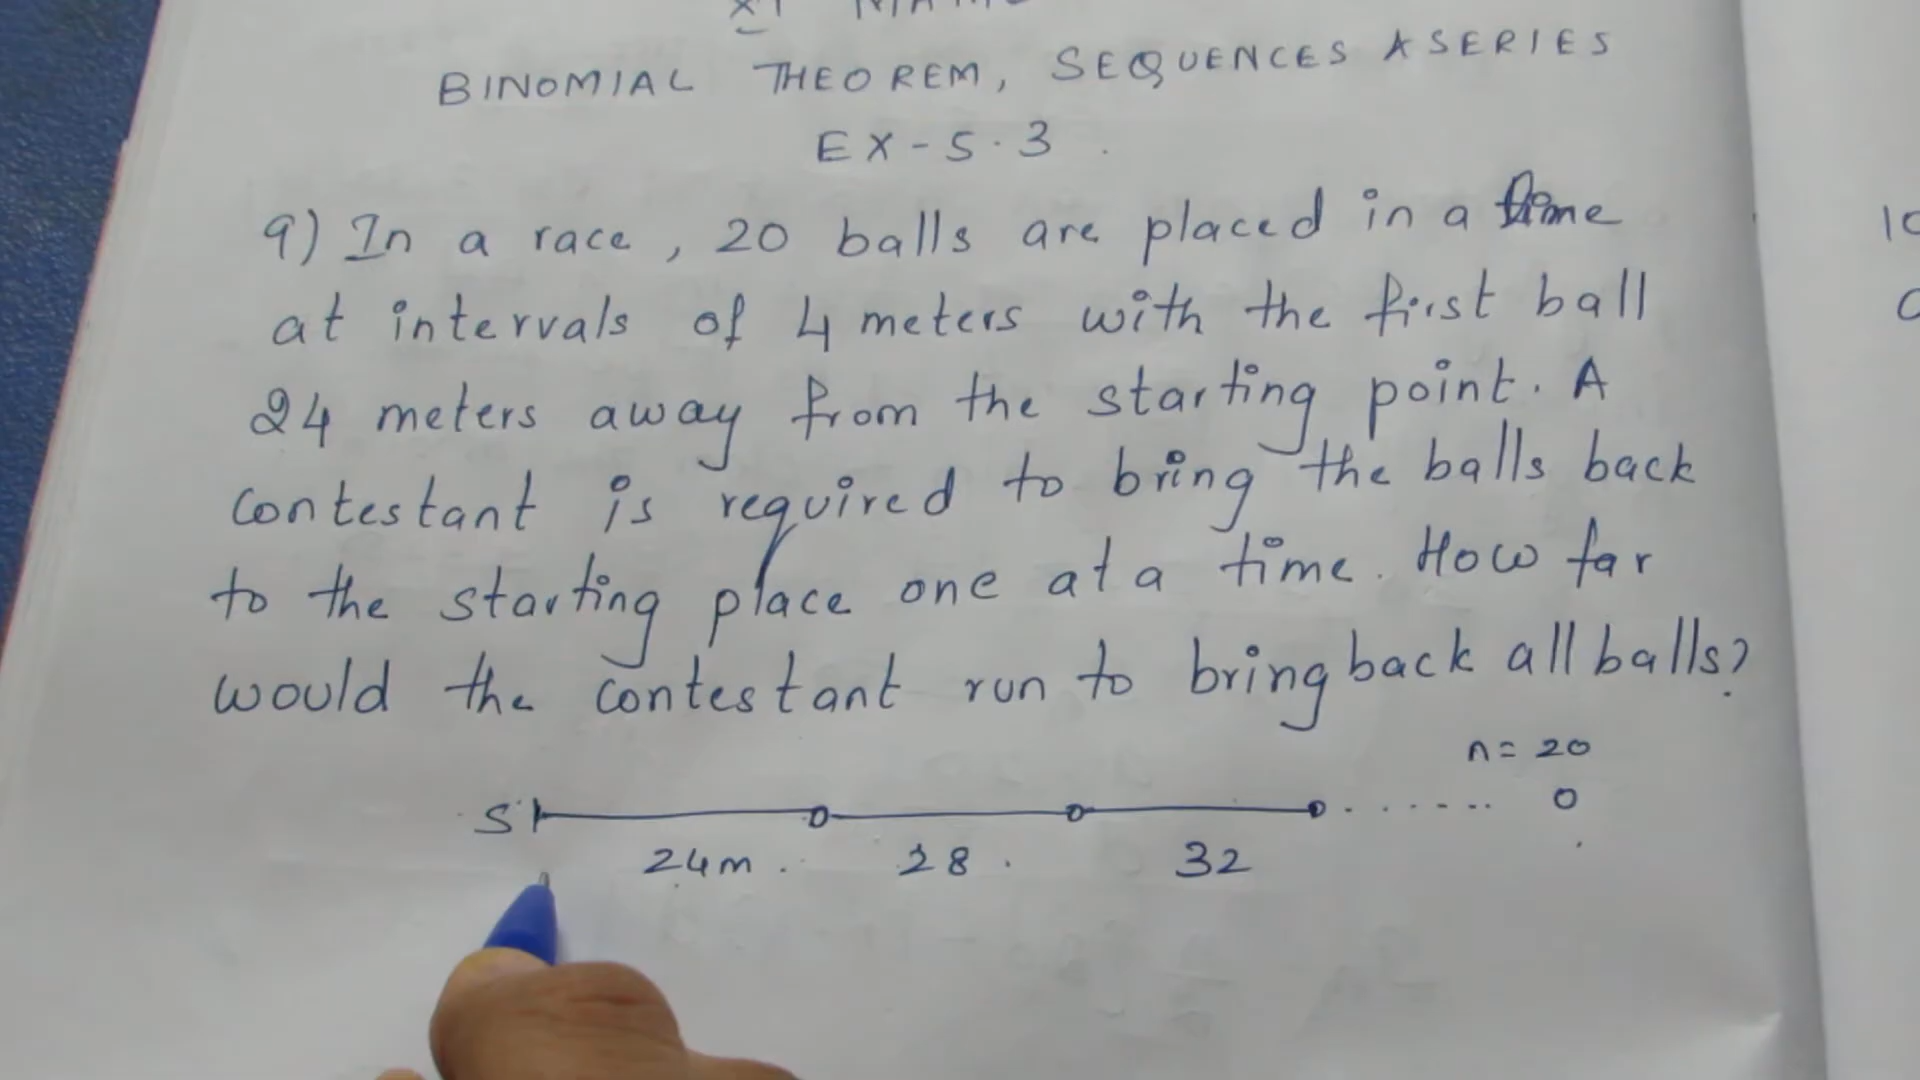 BINOMIAL THEOREM, SEQUENCES & SERIES
EX-5.3
9) In a race, 20 balls are placed in a line
at intervals of 4 meters with the first ball
24 meters away from the starting point. A
contestant is required to bring the balls back
to the starting place one at a time. How far
would the contestant run to bring back all balls?
n = 20
S
24m. 28. 32